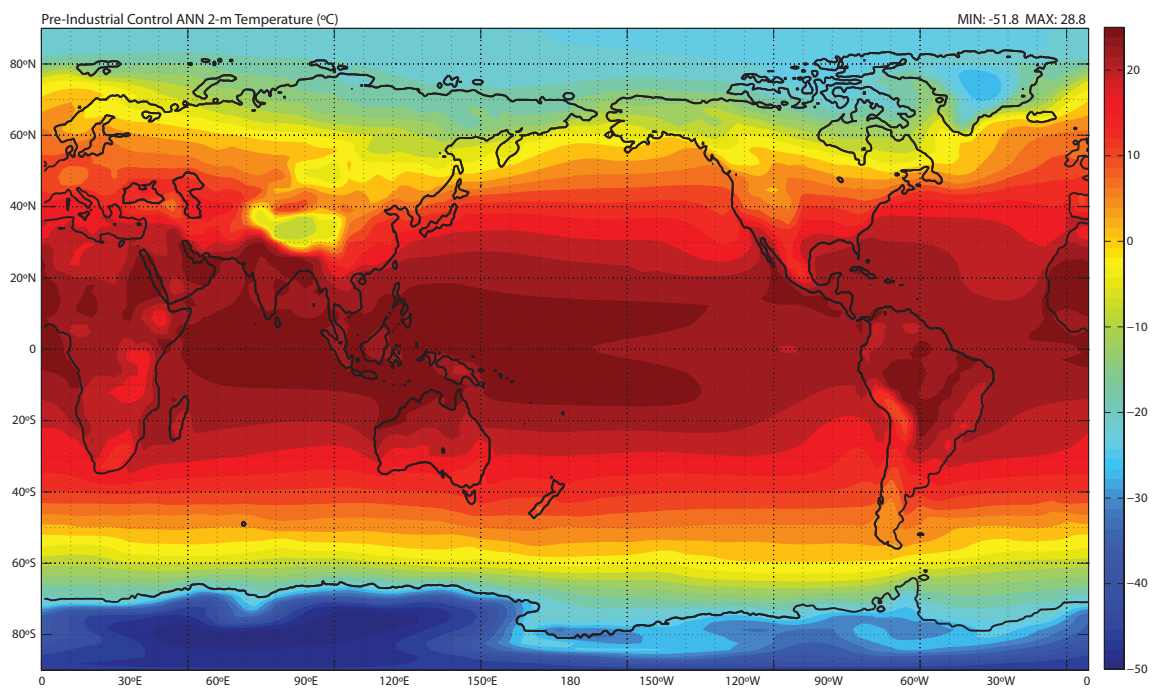 Pre-Industrial Control ANN 2-m Temperature (ºC) MIN: -51.8 MAX: 28.8
80ºN
60ºN
40ºN
20ºN
0
20ºS
40ºS
60ºS
80ºS
0 30ºE 60ºE 90ºE 120ºE 150ºE 180 150ºW 120ºW 90ºW 60ºW 30ºW 0
20
10
0
−10
−20
−30
−40
−50